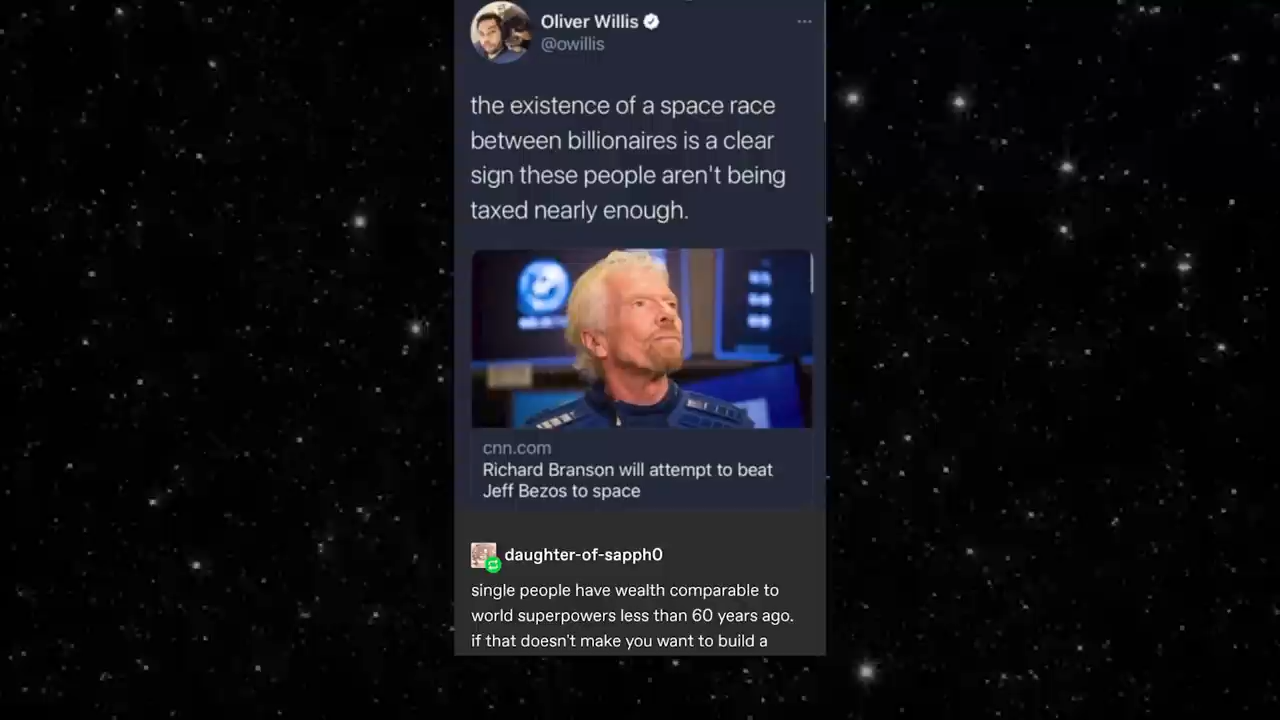 Oliver Willis
@owillis
the existence of a space race
between billionaires is a clear
sign these people aren't being
taxed nearly enough.
cnn.com
Richard Branson will attempt to beat
Jeff Bezos to space
daughter-of-sapph0
single people have wealth comparable to
world superpowers less than 60 years ago.
if that doesn't make you want to build a